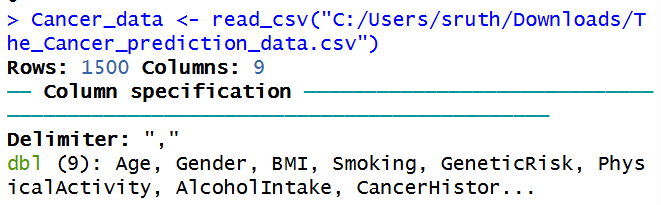 > Cancer_data <- read_csv("C:/Users/sruth/Downloads/T
he_Cancer_prediction_data.csv")
Rows: 1500 Columns: 9
── Column specification ─────────────────────────────
───────────────────────────────────────────
Delimiter: ","
dbl (9): Age, Gender, BMI, Smoking, GeneticRisk, Phys
icalActivity, AlcoholIntake, CancerHistor...